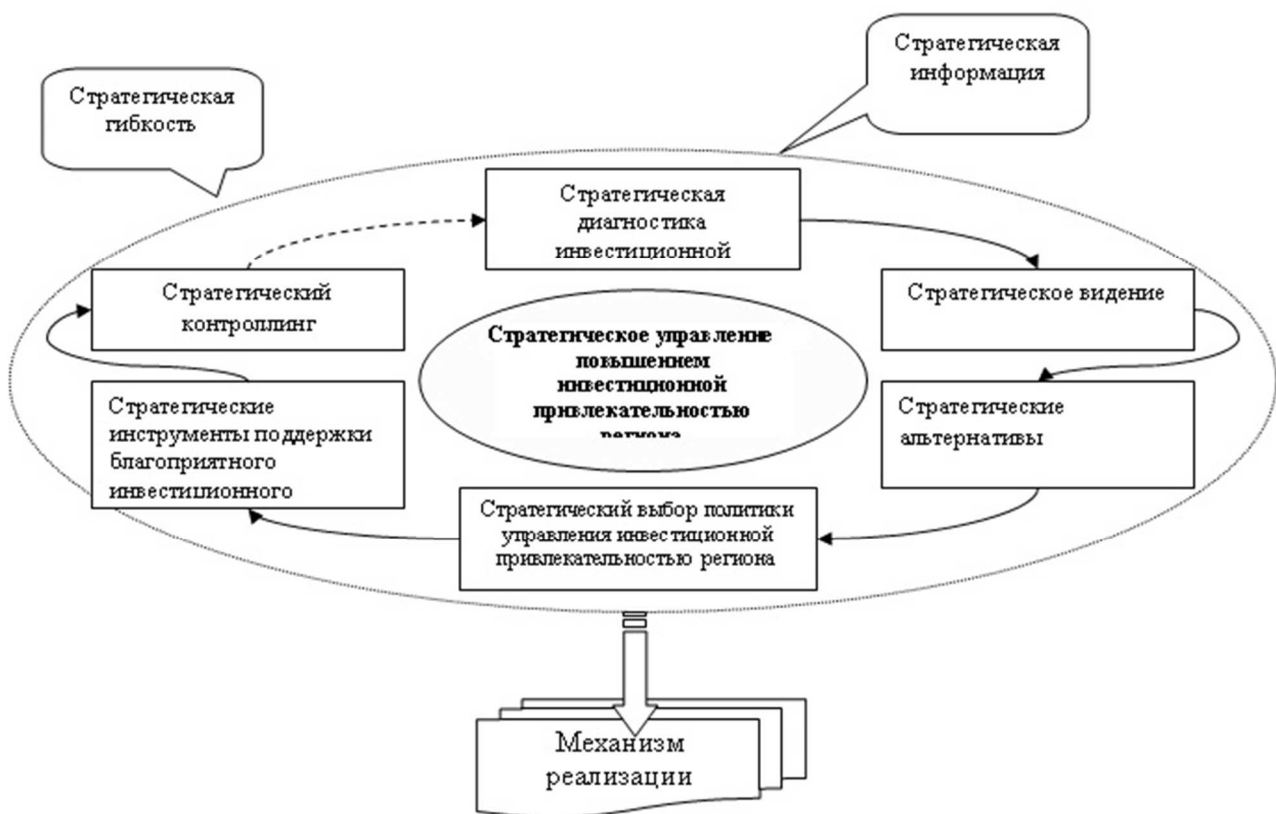 Стратегическая
информация
Стратегическая
гибкость
Стратегическая
диагностика
инвестиционной
Стратегический
контроллинг
Стратегическое видение
Стратегическое управление
повышением
инвестиционной
привлекательностью
региона
Стратегические
инструменты поддержки
благоприятного
инвестиционного
Стратегические
альтернативы
Стратегический выбор политики
управления инвестиционной
привлекательностью региона
Механизм
реализации